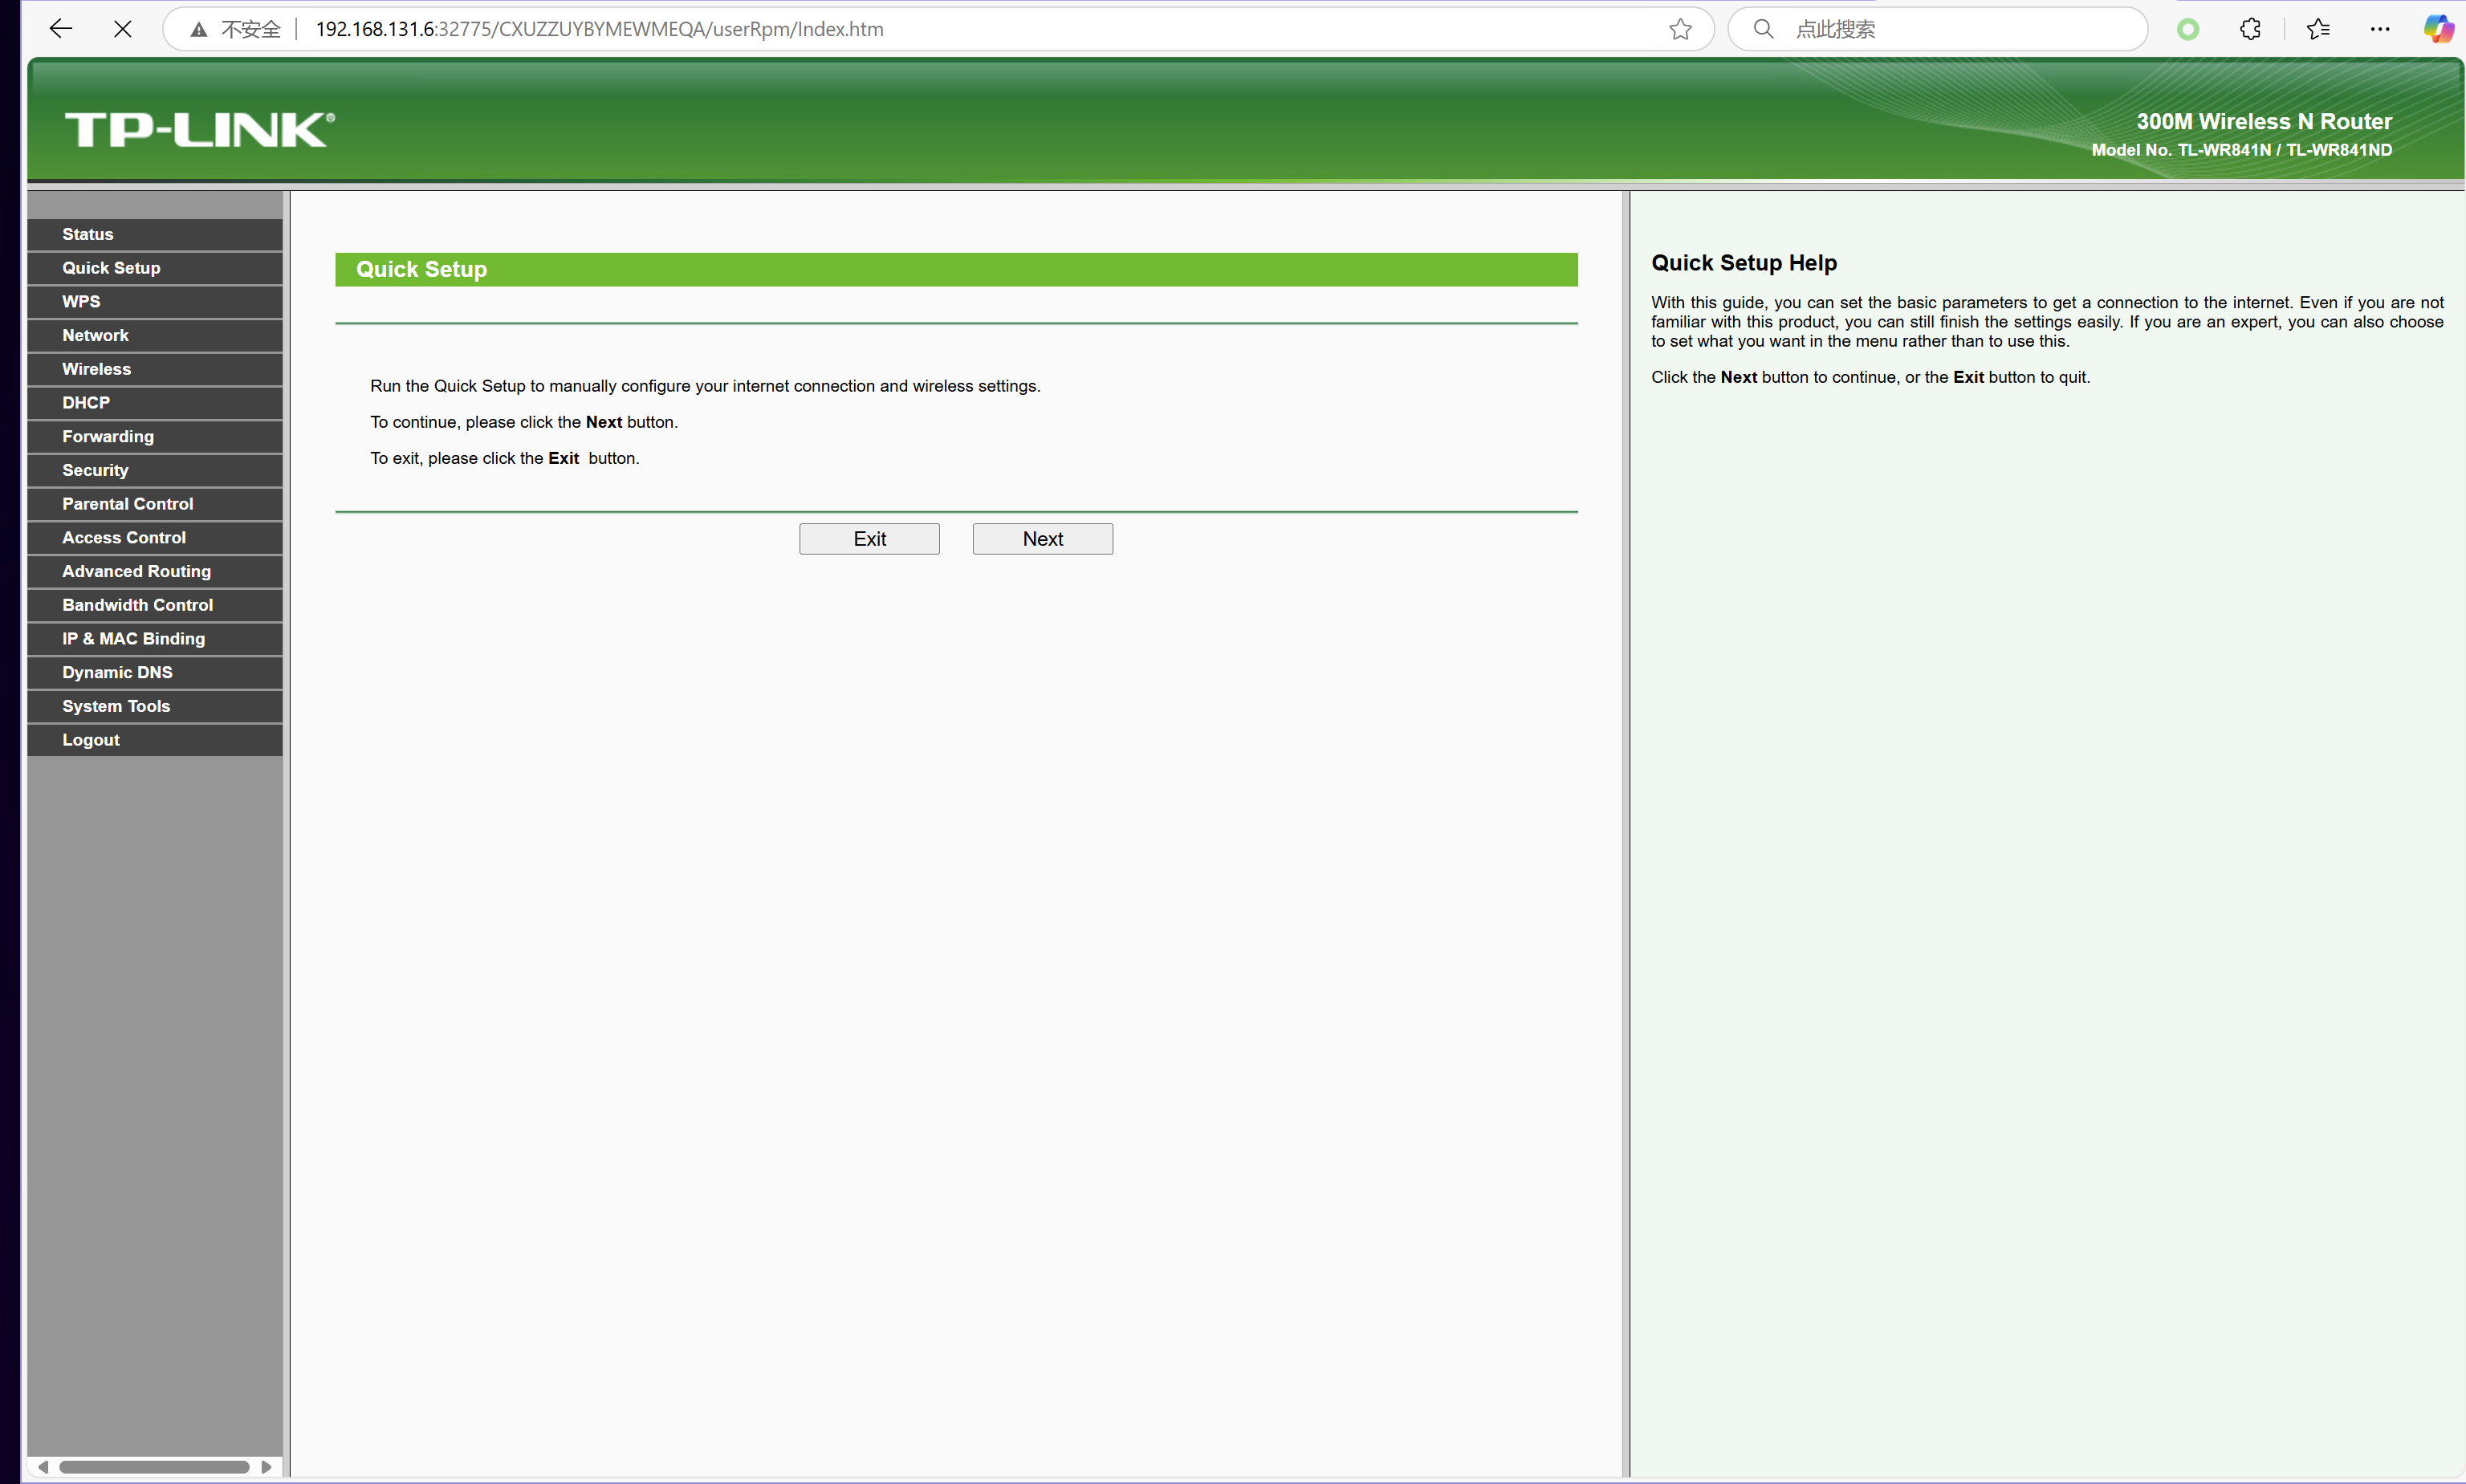 不安全
192.168.131.6:32775/CXUZZUYBYMEWMEQA/userRpm/Index.htm
点此搜索
TP-LINK®
300M Wireless N Router
Model No. TL-WR841N / TL-WR841ND
Status
Quick Setup
WPS
Network
Wireless
DHCP
Forwarding
Security
Parental Control
Access Control
Advanced Routing
Bandwidth Control
IP & MAC Binding
Dynamic DNS
System Tools
Logout
Quick Setup
Run the Quick Setup to manually configure your internet connection and wireless settings.
To continue, please click the Next button.
To exit, please click the Exit button.
Exit
Next
Quick Setup Help
With this guide, you can set the basic parameters to get a connection to the internet. Even if you are not
familiar with this product, you can still finish the settings easily. If you are an expert, you can also choose
to set what you want in the menu rather than to use this.
Click the Next button to continue, or the Exit button to quit.